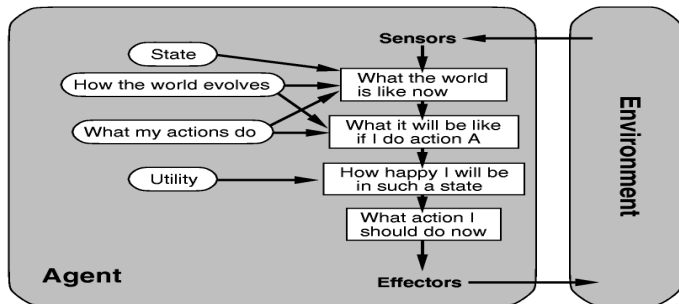 Sensors
State
What the world
is like now
How the world evolves
What my actions do
What it will be like
if I do action A
Utility
How happy I will be
in such a state
What action I
should do now
Agent
Effectors
Environment